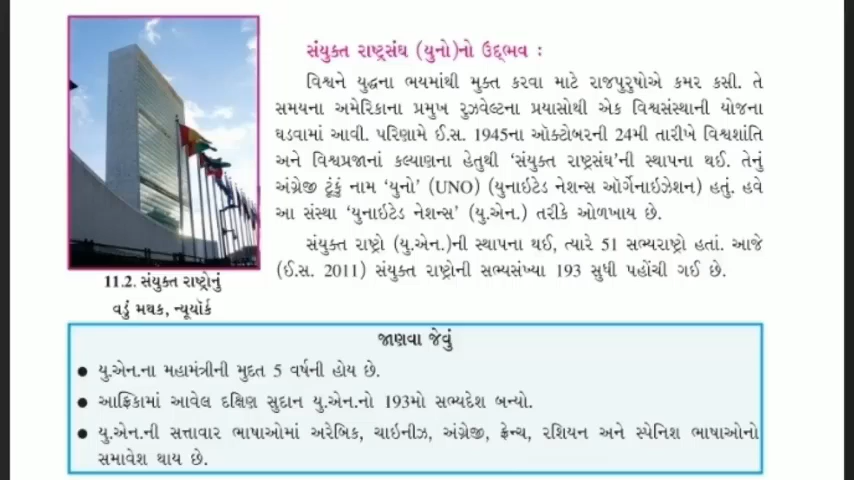 સંયુક્ત રાષ્ટ્રસંઘ (યુનો)નો ઉદ્ભવ :
વિશ્વને યુદ્ધના ભયમાંથી મુક્ત કરવા માટે રાજપુરુષોએ કમર કસી. તે
સમયના અમેરિકાના પ્રમુખ રુઝવેલ્ટના પ્રયાસોથી એક વિશ્વસંસ્થાની યોજના
ઘડવામાં આવી. પરિણામે ઈ.સ. 1945ના ઑક્ટોબરની 24મી તારીખે વિશ્વશાંતિ
અને વિશ્વપ્રજાનાં કલ્યાણના હેતુથી ‘સંયુક્ત રાષ્ટ્રસંઘ’ની સ્થાપના થઈ. તેનું
અંગ્રેજી ટૂંકું નામ ‘યુનો’ (UNO) (યુનાઇટેડ નેશન્સ ઑર્ગેનાઇઝેશન) હતું. હવે
આ સંસ્થા ‘યુનાઇટેડ નેશન્સ’ (યુ.એન.) તરીકે ઓળખાય છે.
સંયુક્ત રાષ્ટ્રો (યુ.એન.)ની સ્થાપના થઈ, ત્યારે 51 સભ્યરાષ્ટ્રો હતાં. આજે
(ઈ.સ. 2011) સંયુક્ત રાષ્ટ્રોની સભ્યસંખ્યા 193 સુધી પહોંચી ગઈ છે.
11.2. સંયુક્ત રાષ્ટ્રોનું
વડું મથક, ન્યૂયૉર્ક
જાણવા જેવું
● યુ.એન.ના મહામંત્રીની મુદત 5 વર્ષની હોય છે.
● આફ્રિકામાં આવેલ દક્ષિણ સુદાન યુ.એન.નો 193મો સભ્યદેશ બન્યો.
● યુ.એન.ની સત્તાવાર ભાષાઓમાં અરેબિક, ચાઇનીઝ, અંગ્રેજી, ફ્રેન્ચ, રશિયન અને સ્પેનિશ ભાષાઓનો
સમાવેશ થાય છે.